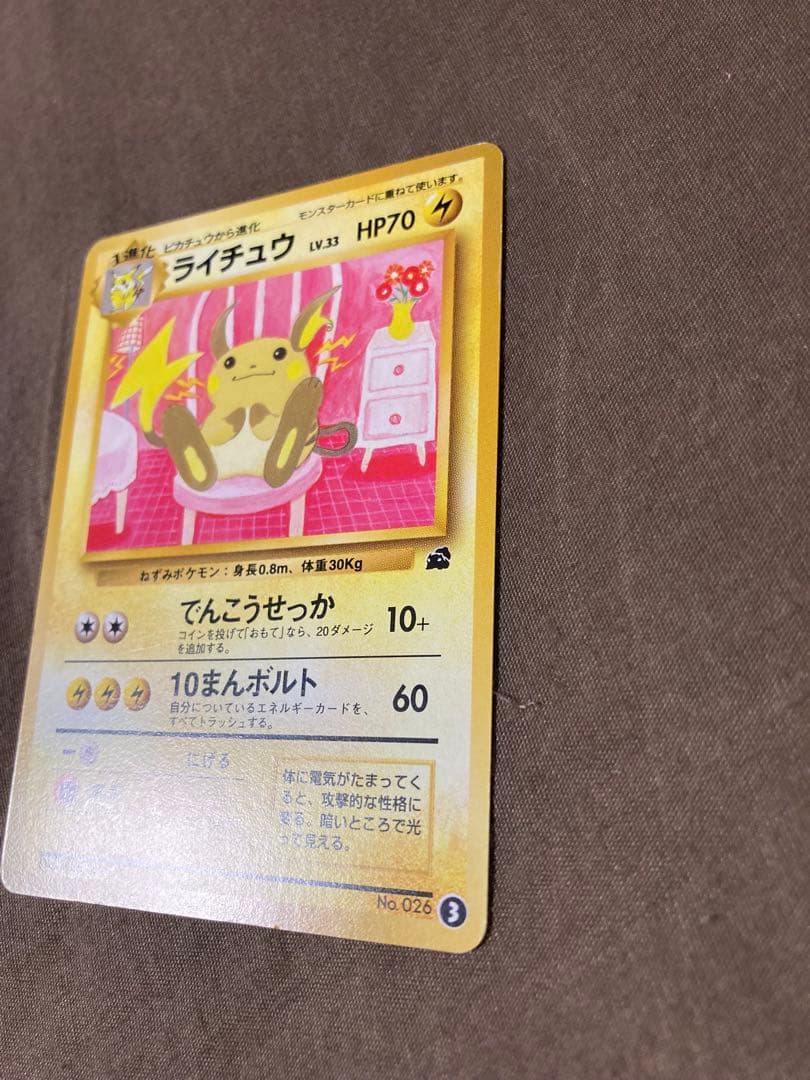 1進化 ピカチュウから進化 モンスターカードに重ねて使います。
ライチュウ LV.33 HP70
ねずみポケモン：身長0.8m、体重30Kg
でんこうせっか 10+
コインを投げて「おもて」なら、20ダメージ
を追加する。
10まんボルト 60
自分についているエネルギーカードを、
すべてトラッシュする。
にげる
体に電気がたまってく
ると、攻撃的な性格に
変る。暗いところで光
って見える。
No. 026 3